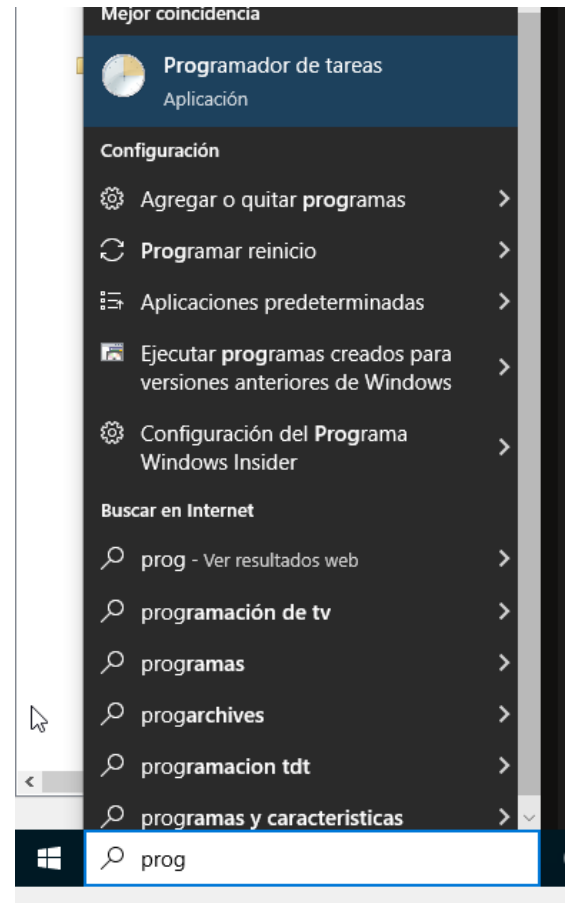 Mejor coincidencia
Programador de tareas
Aplicación
Configuración
Agregar o quitar programas
Programar reinicio
Aplicaciones predeterminadas
Ejecutar programas creados para
versiones anteriores de Windows
Configuración del Programa
Windows Insider
Buscar en Internet
prog - Ver resultados web
programación de tv
programas
progarchives
programacion tdt
programas y caracteristicas
prog